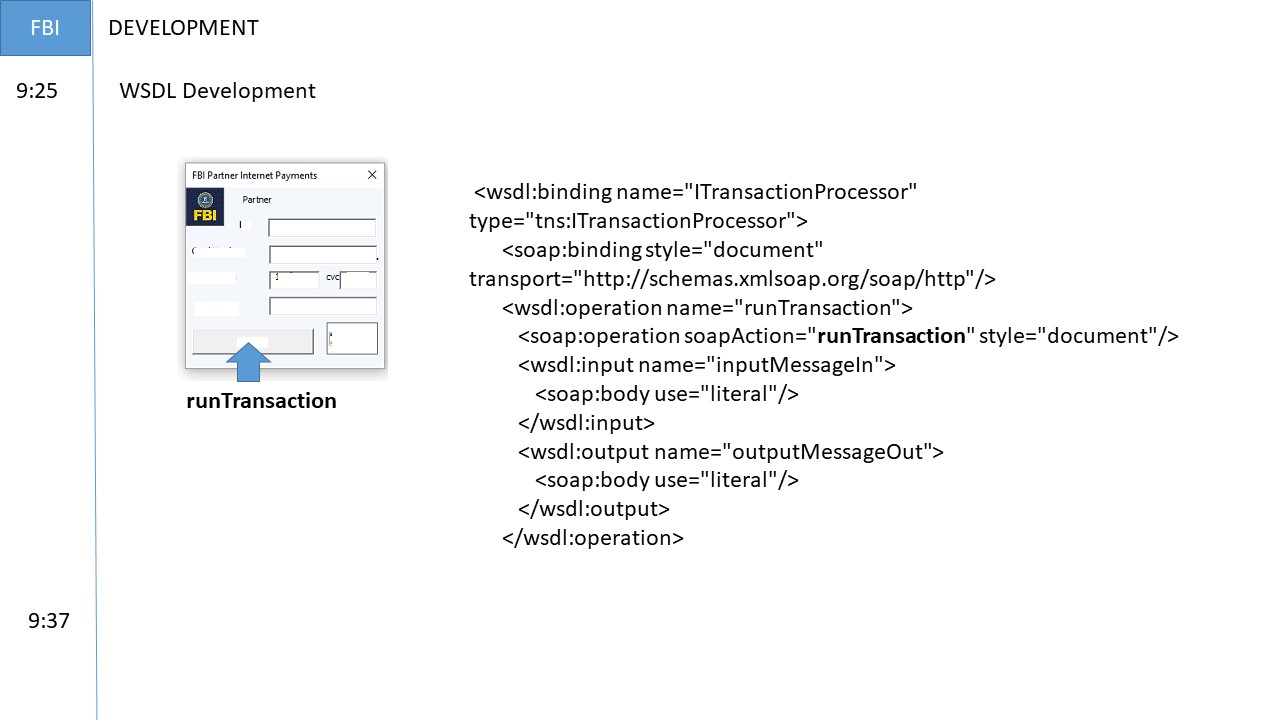 FBI
DEVELOPMENT
9:25
WSDL Development
FBI Partner Internet Payments
Partner
FBI
cvc
runTransaction
<wsdl:binding name="ITransactionProcessor"
type="tns:ITransactionProcessor">
<soap:binding style="document"
transport="http://schemas.xmlsoap.org/soap/http"/>
<wsdl:operation name="runTransaction">
<soap:operation soapAction="runTransaction" style="document"/>
<wsdl:input name="inputMessageIn">
<soap:body use="literal"/>
</wsdl:input>
<wsdl:output name="outputMessageOut">
<soap:body use="literal"/>
</wsdl:output>
</wsdl:operation>
9:37